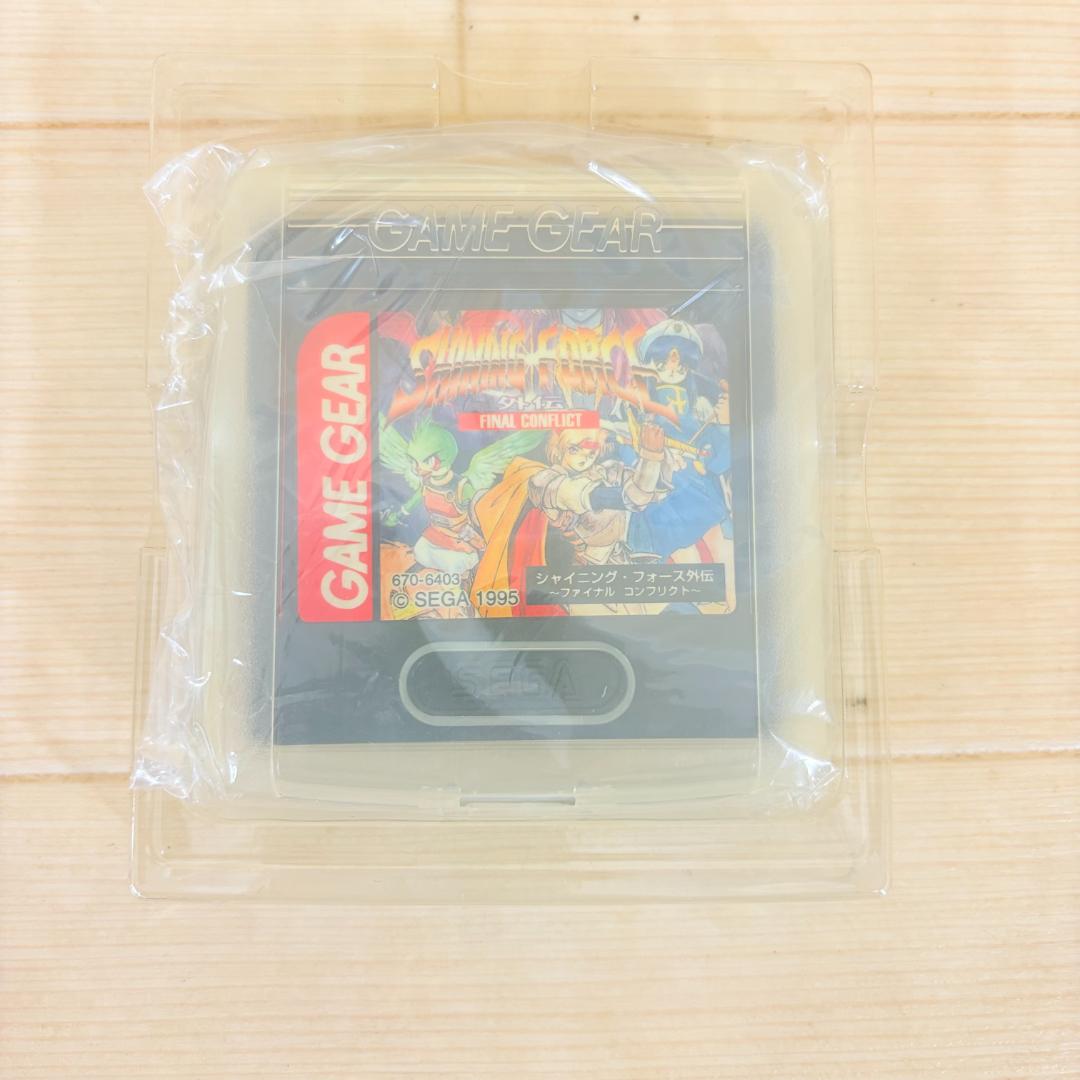 GAME GEAR
GAME GEAR
SHINING FORCE
外伝
FINAL CONFLICT
670-6403
© SEGA 1995
シャイニング・フォース外伝
～ファイナル コンフリクト～
SEGA